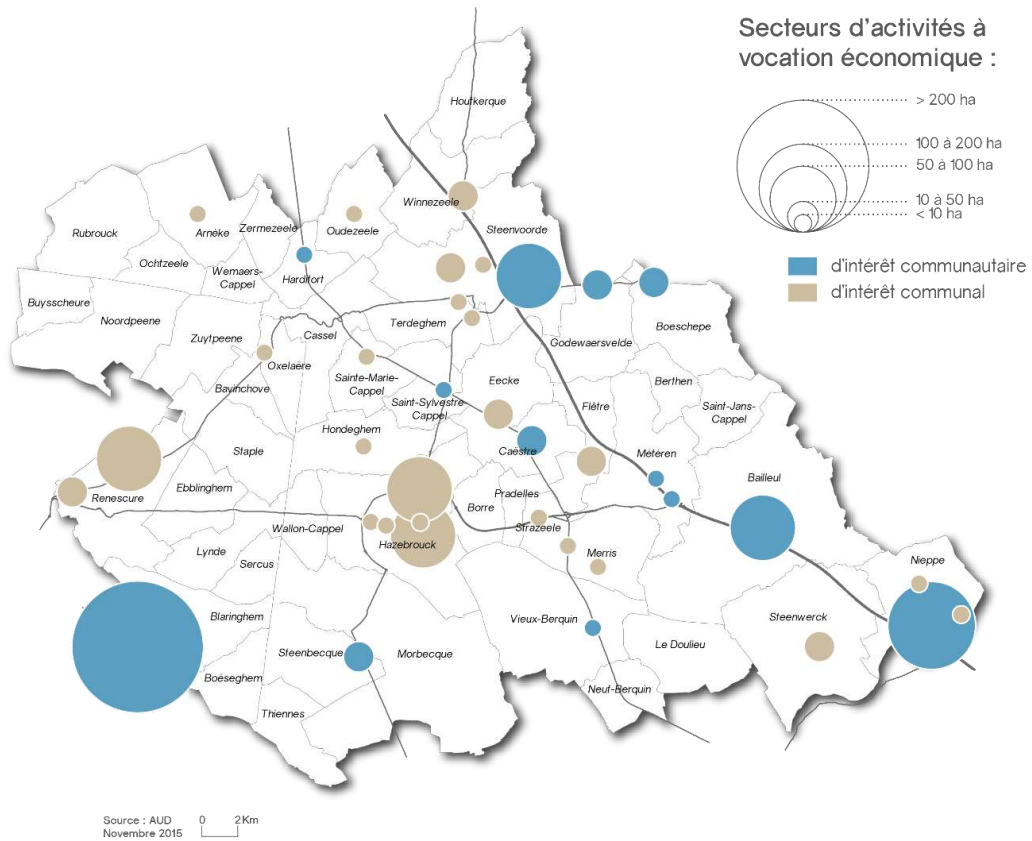 Secteurs d'activités à
vocation économique :
> 200 ha
100 à 200 ha
50 à 100 ha
10 à 50 ha
< 10 ha
d'intérêt communautaire
d'intérêt communal
Houtkerque
Winnezeele
Oudezeele
Steenvoorde
Rubrouck
Arnèke
Zermezeele
Ochtzeele
Wemaers-
Cappel
Hardifort
Buysscheure
Noordpeene
Zuytpeene
Cassel
Terdeghem
Godewaersvelde
Boeschepe
Oxelaere
Bavinchove
Sainte-Marie-
Cappel
Saint-Sylvestre
Cappel
Eecke
Flêtre
Berthen
Saint-Jans-
Cappel
Hondeghem
Staple
Caëstre
Météren
Bailleul
Ebblinghem
Renescure
Pradelles
Borre
Strazeele
Wallon-Cappel
Hazebrouck
Merris
Lynde
Sercus
Nieppe
Blaringhem
Steenbecque
Morbecque
Vieux-Berquin
Le Doulieu
Steenwerck
Boëseghem
Thiennes
Neuf-Berquin
Source : AUD
Novembre 2015
0 2Km